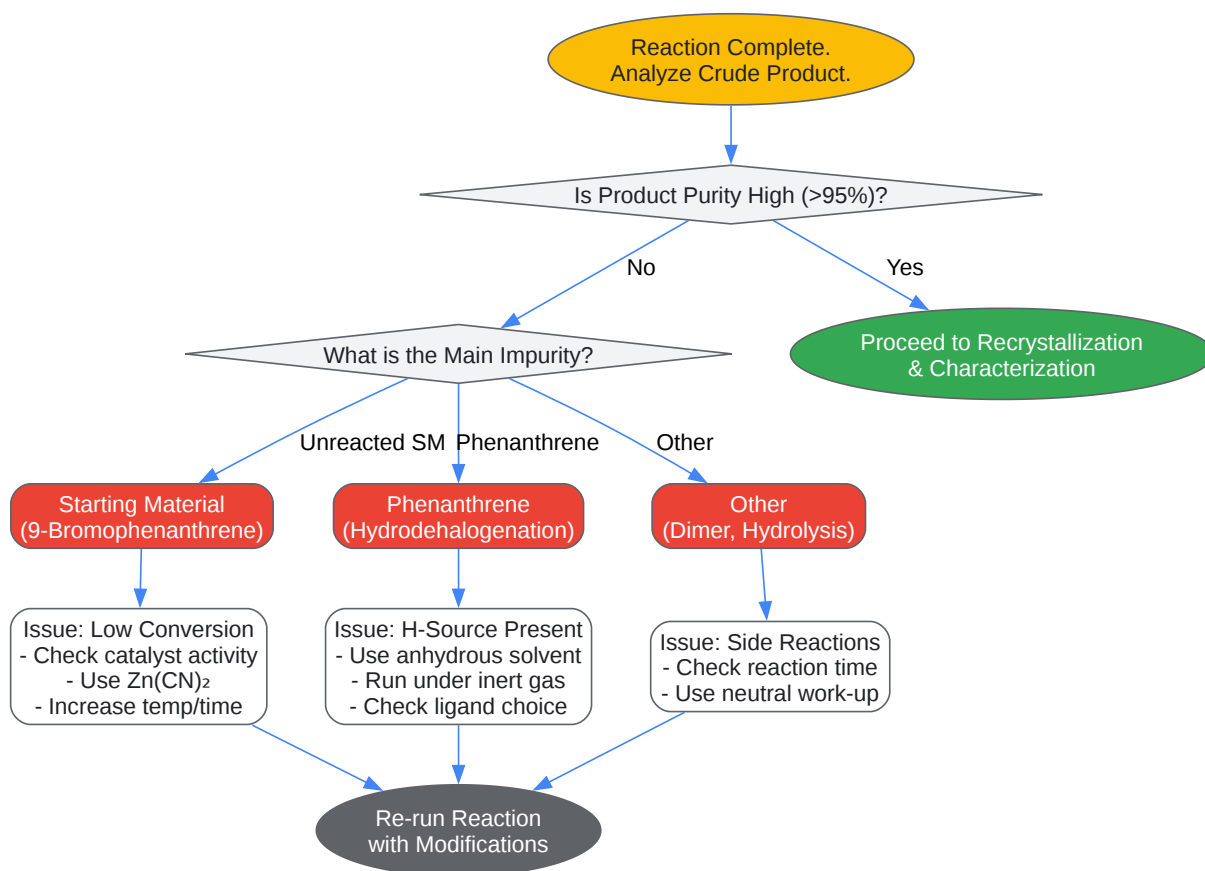 Reaction Complete.
Analyze Crude Product.
Is Product Purity High (>95%)?
No
Yes
What is the Main Impurity?
Proceed to Recrystallization
& Characterization
Unreacted SM
Phenanthrene
Other
Starting Material
(9-Bromophenanthrene)
Phenanthrene
(Hydrodehalogenation)
Other
(Dimer, Hydrolysis)
Issue: Low Conversion
- Check catalyst activity
- Use Zn(CN)₂
- Increase temp/time
Issue: H-Source Present
- Use anhydrous solvent
- Run under inert gas
- Check ligand choice
Issue: Side Reactions
- Check reaction time
- Use neutral work-up
Re-run Reaction
with Modifications